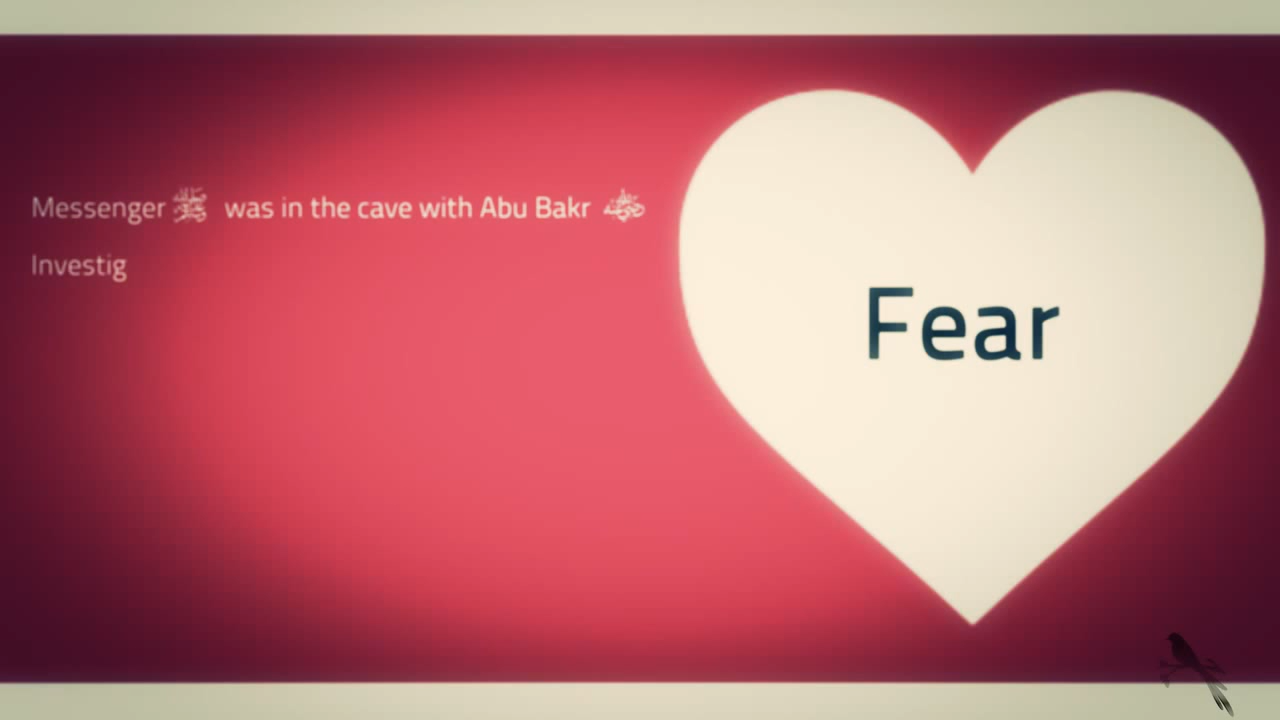 Messenger ﷺ was in the cave with Abu Bakr
Investig
Fear